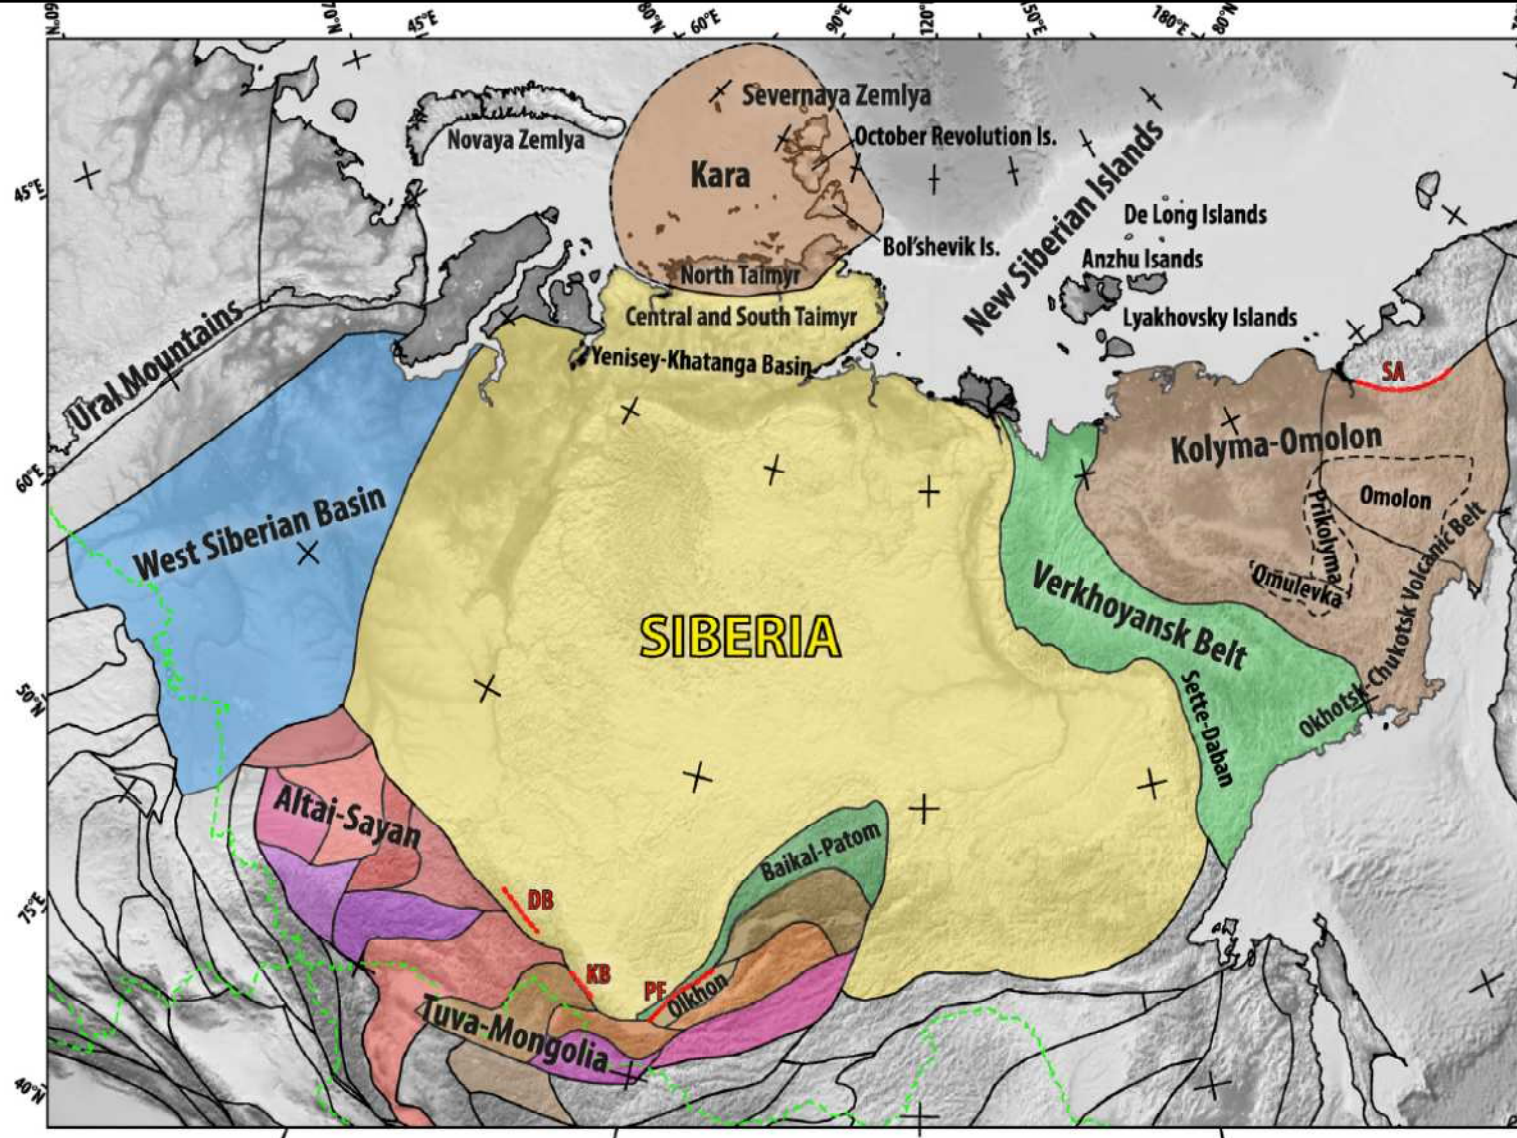 60°N
70°N
45°E
80°N
60°E
90°E
120°
150°E
180°E
80°N
Severnaya Zemlya
October Revolution Is.
Novaya Zemlya
Kara
45°E
De Long Islands
Bol'shevik Is.
New Siberian Islands
Anzhu Isands
North Taimyr
Central and South Taimyr
Lyakhovsky Islands
Yenisey-Khatanga Basin
Ural Mountains
SA
Kolyma-Omolon
60°E
Omolon
Prikolyma
West Siberian Basin
Omulevka
Verkhoyansk Belt
SIBERIA
Okhotsk-Chukotsk Volcanic Belt
Sette-Daban
50°N
Altai-Sayan
Baikal-Patom
75°E
DB
KB
PF
Olkhon
Tuva-Mongolia
40°N